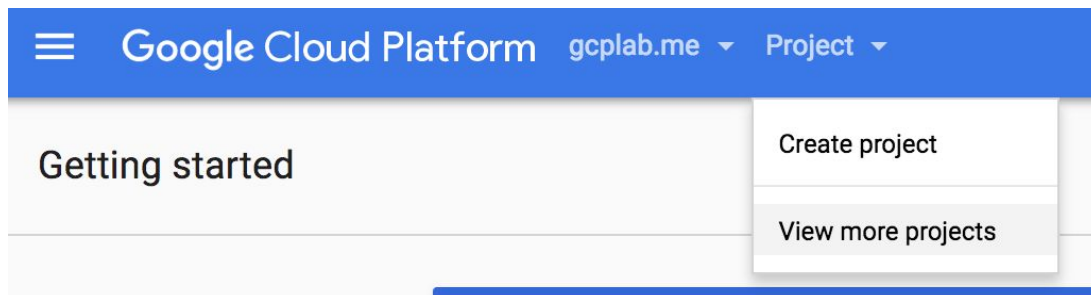 Google Cloud Platform gcplab.me Project
Getting started
Create project
View more projects